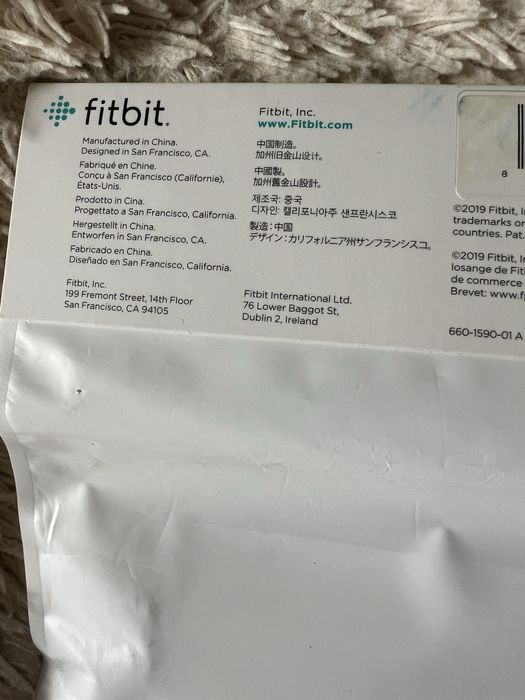 fitbit.
Manufactured in China.
Designed in San Francisco, CA.
Fabriqué en Chine.
Conçu à San Francisco (Californie),
États-Unis.
Prodotto in Cina.
Progettato a San Francisco, California.
Hergestellt in China.
Entworfen in San Francisco, CA.
Fabricado en China.
Diseñado en San Francisco, California.
Fitbit, Inc.
199 Fremont Street, 14th Floor
San Francisco, CA 94105
Fitbit, Inc.
www.Fitbit.com
中国制造。
加州旧金山设计。
中國製。
加州舊金山設計。
제조국: 중국
디자인: 캘리포니아주 샌프란시스코
製造：中国
デザイン：カリフォルニア州サンフランシスコ。
Fitbit International Ltd.
76 Lower Baggot St,
Dublin 2, Ireland
8
©2019 Fitbit,
trademarks or
countries. Pat.
©2019 Fitbit,
losange de
de commerce
Brevet:
660-1590-01 A